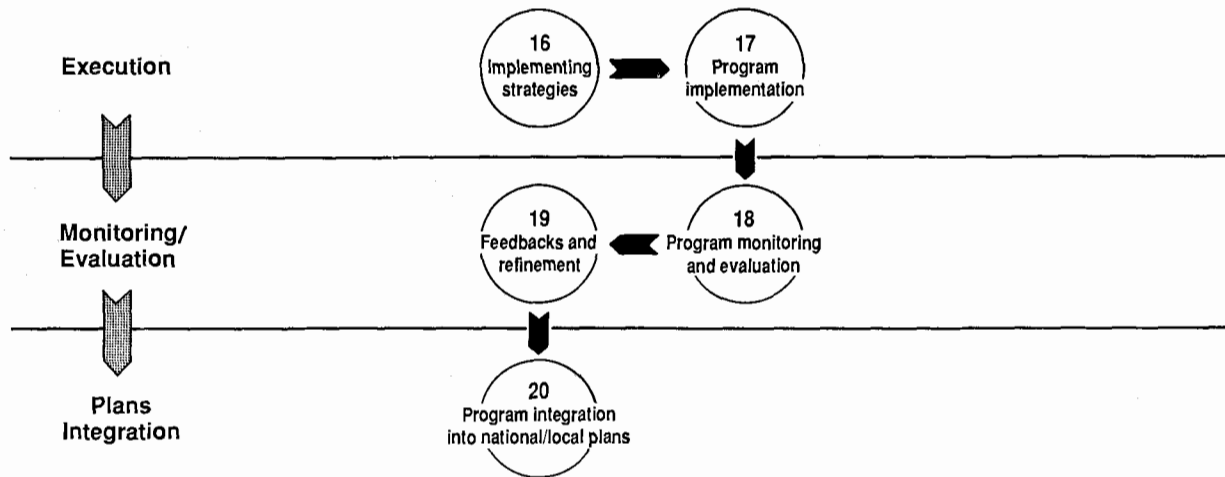 Execution
16
Implementing
strategies
17
Program
implementation
Monitoring/
Evaluation
19
Feedbacks and
refinement
18
Program monitoring
and evaluation
Plans
Integration
20
Program integration
into national/local plans